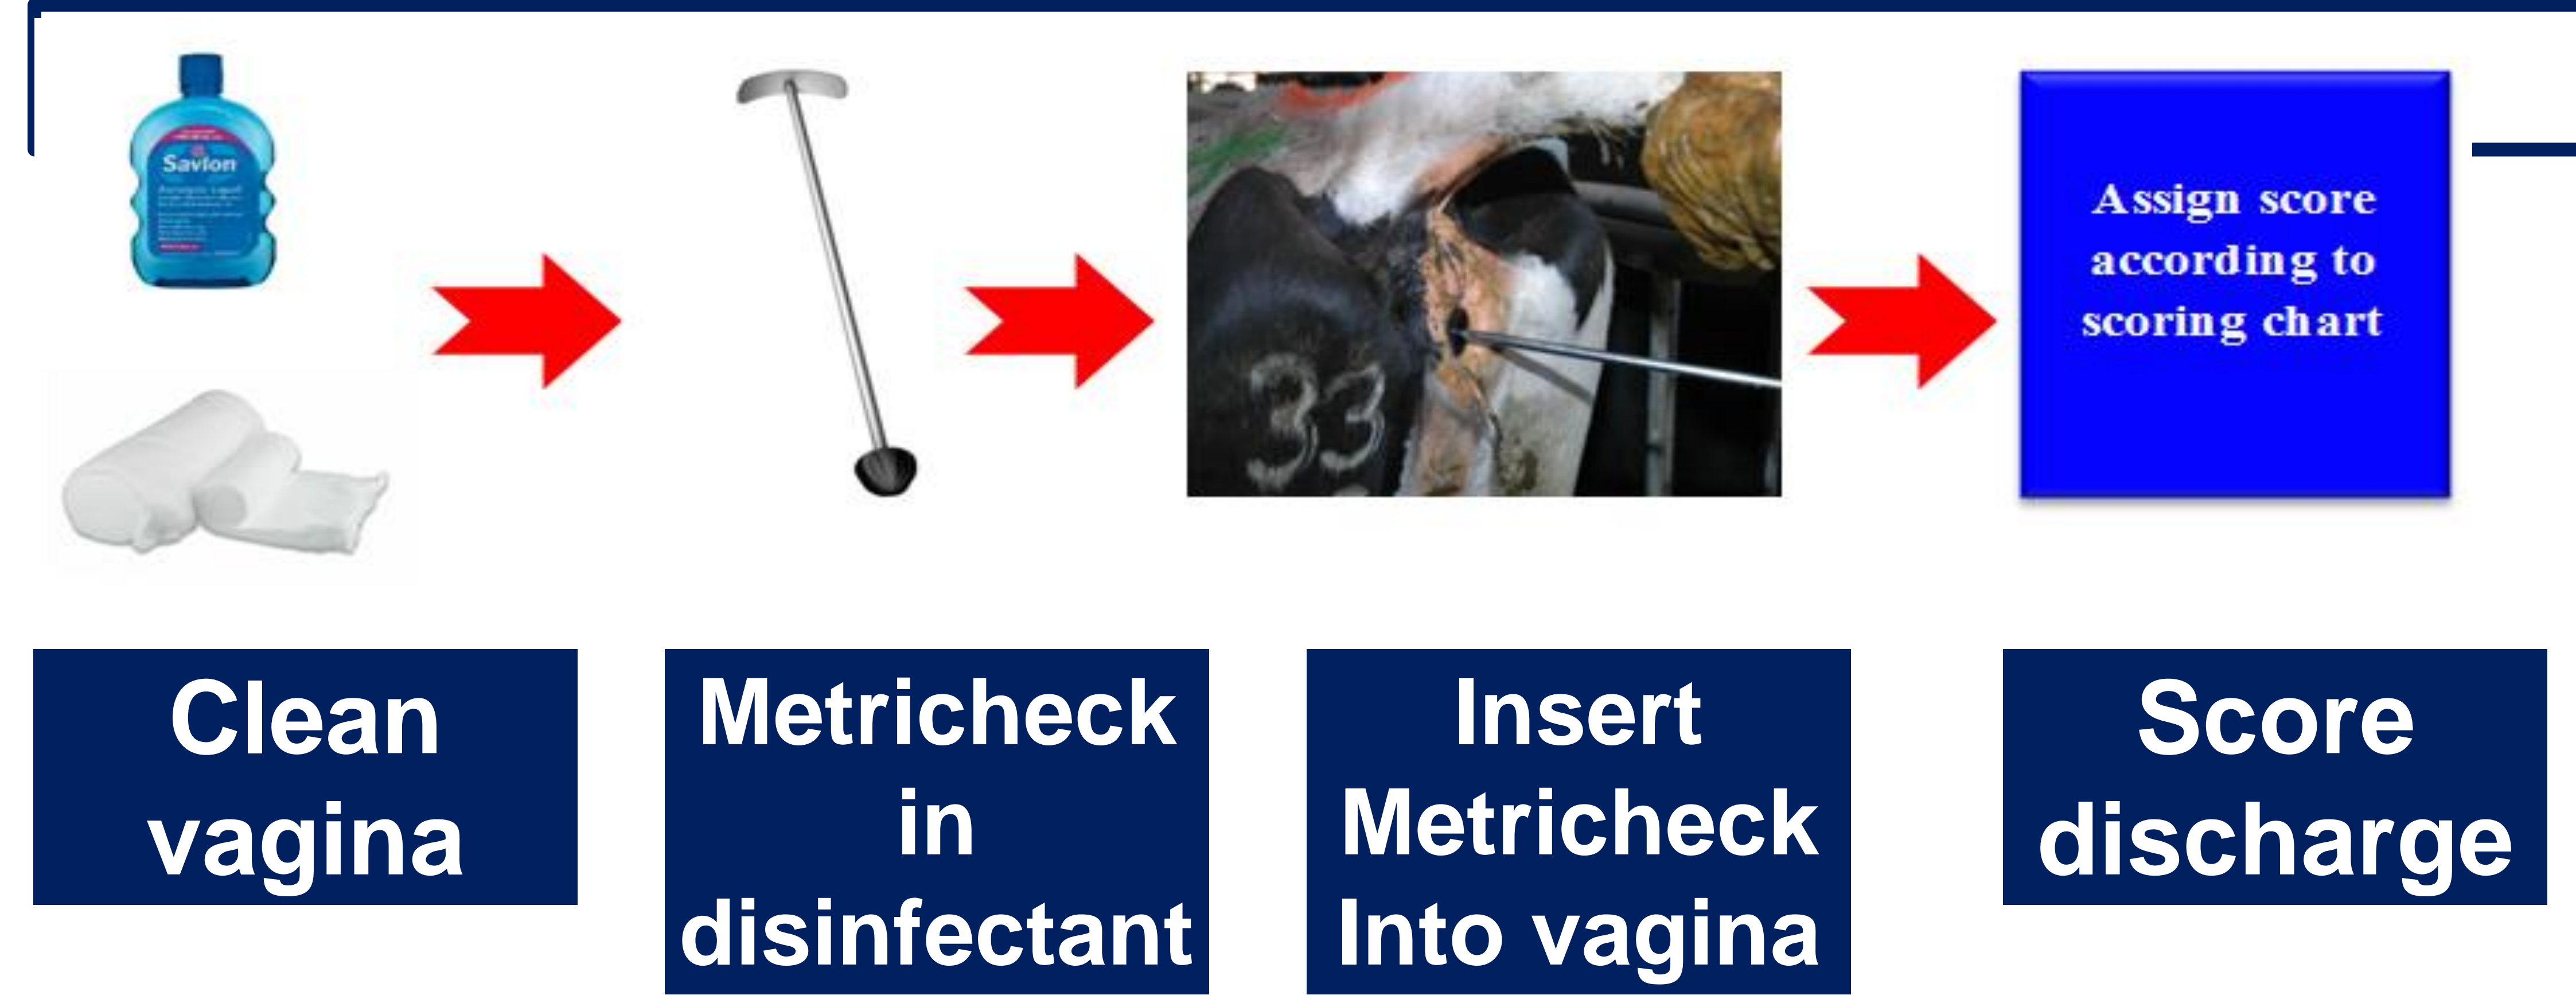 Savlon
33
Assign score
according to
scoring chart
Clean
vagina
Metricheck
in
disinfectant
Insert
Metricheck
Into vagina
Score
discharge